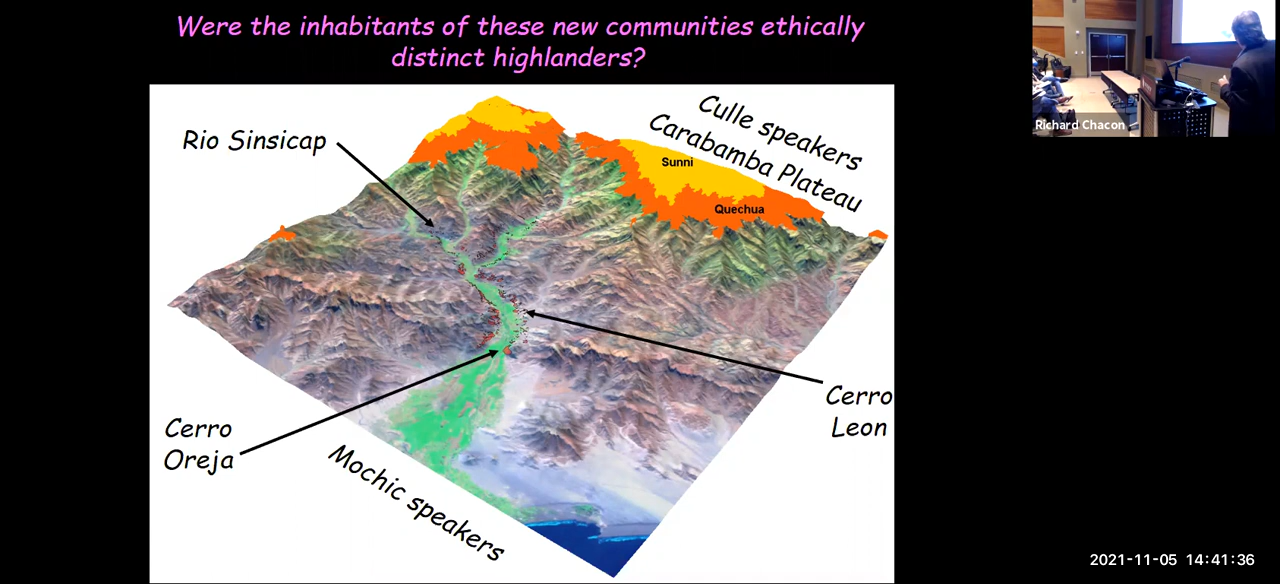 Were the inhabitants of these new communities ethically
distinct highlanders?
Rio Sinsicap
Culle speakers
Carabamba Plateau
Sunni
Quechua
Cerro
Leon
Cerro
Oreja
Mochic speakers
Richard Chacon
2021-11-05 14:41:36